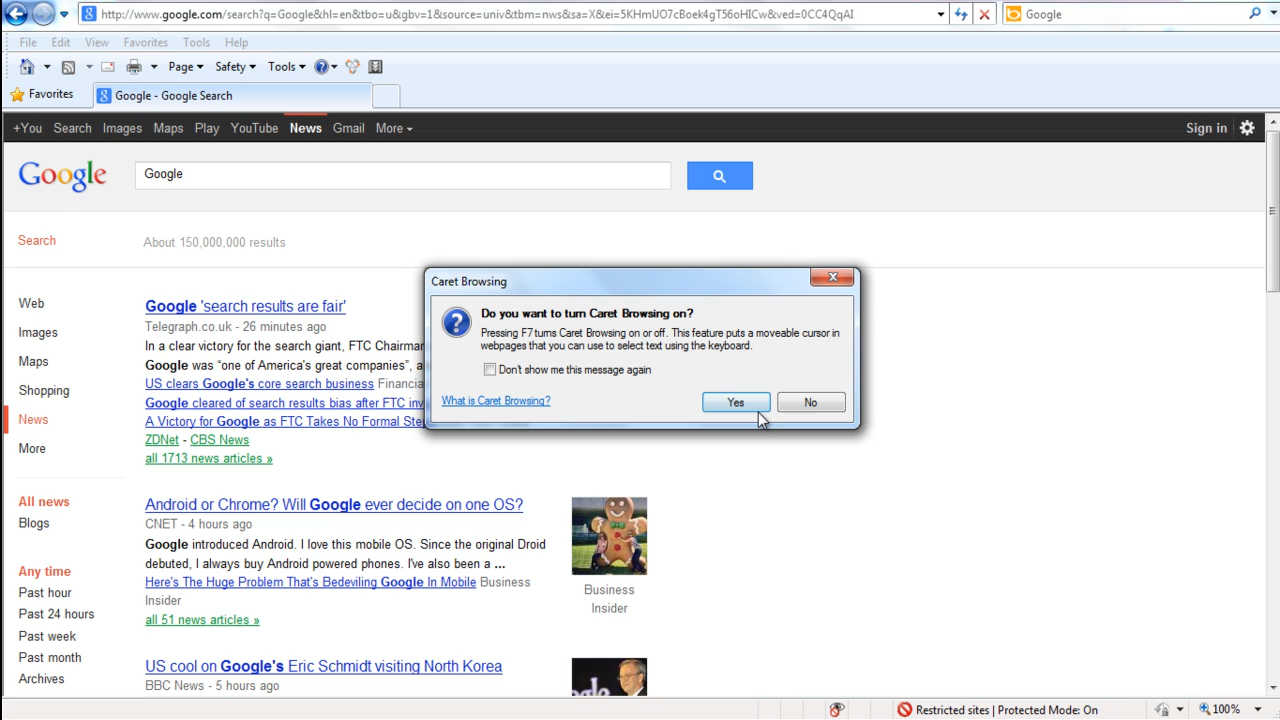 http://www.google.com/search?q=Google&hl=en&tbo=u&gbv=1&source=univ&tbm=nws&sa=X&ei=5KHmUO7cBoek4gT56oHICw&ved=0CC4QqAI
Google
File Edit View Favorites Tools Help
Page Safety Tools
Favorites
Google - Google Search
+You Search Images Maps Play YouTube News Gmail More
Sign in
Google
Google
Search
About 150,000,000 results
Caret Browsing
Do you want to turn Caret Browsing on?
Pressing F7 turns Caret Browsing on or off. This feature puts a moveable cursor in
webpages that you can use to select text using the keyboard.
Don't show me this message again
What is Caret Browsing?
Yes
No
Web
Images
Maps
Shopping
News
More
All news
Blogs
Any time
Past hour
Past 24 hours
Past week
Past month
Archives
Google 'search results are fair'
Telegraph.co.uk - 26 minutes ago
In a clear victory for the search giant, FTC Chairman
Google was “one of America's great companies”, a
US clears Google's core search business Financial
Google cleared of search results bias after FTC inv
A Victory for Google as FTC Takes No Formal Step
ZDNet - CBS News
all 1713 news articles »
Android or Chrome? Will Google ever decide on one OS?
CNET - 4 hours ago
Google introduced Android. I love this mobile OS. Since the original Droid
debuted, I always buy Android powered phones. I've also been a ...
Here's The Huge Problem That's Bedeviling Google In Mobile Business
Insider
all 51 news articles »
Business
Insider
US cool on Google's Eric Schmidt visiting North Korea
BBC News - 5 hours ago
Restricted sites | Protected Mode: On
100%